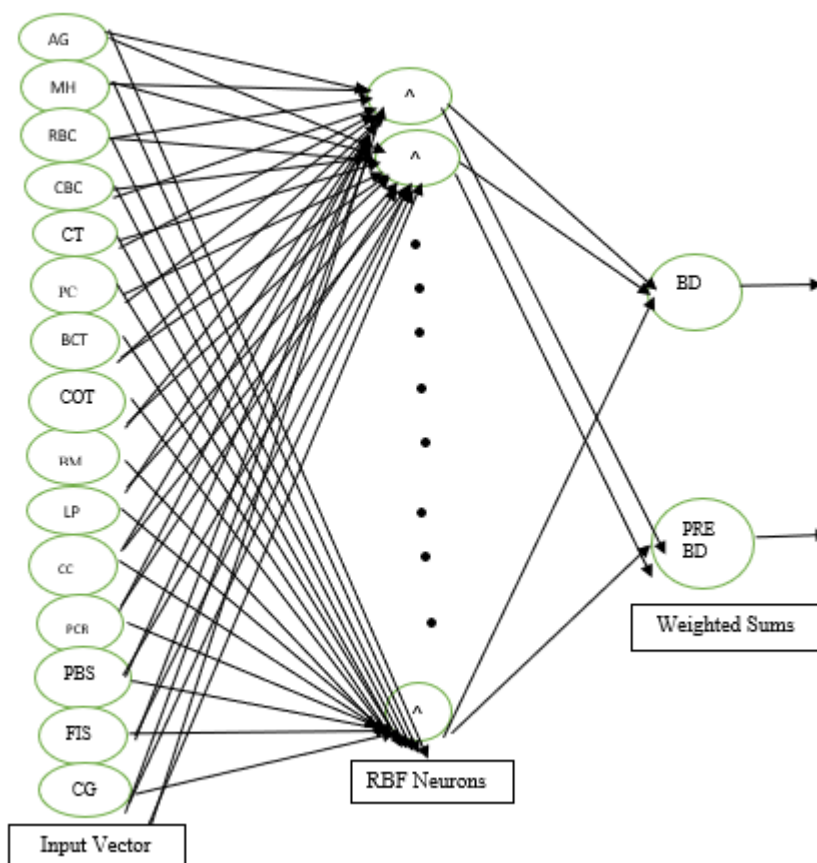 AG
MH
RBC
CBC
CT
PC
BCT
COT
BM
LP
CC
PCR
PBS
FIS
CG
Input Vector
^
^
^
RBF Neurons
BD
PRE
BD
Weighted Sums